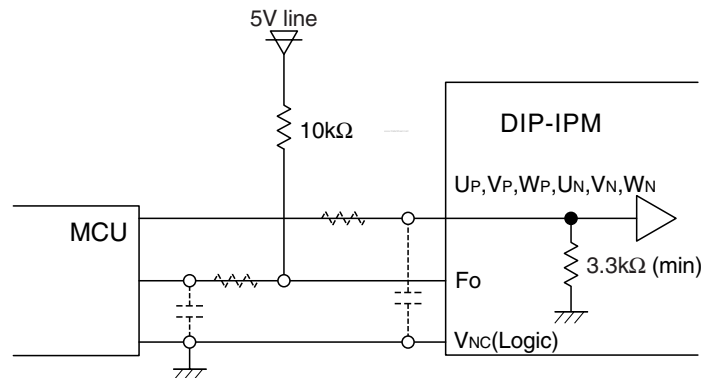 5V line
10kΩ
DIP-IPM
UP,VP,WP,UN,VN,WN
MCU
3.3kΩ (min)
Fo
VNC(Logic)